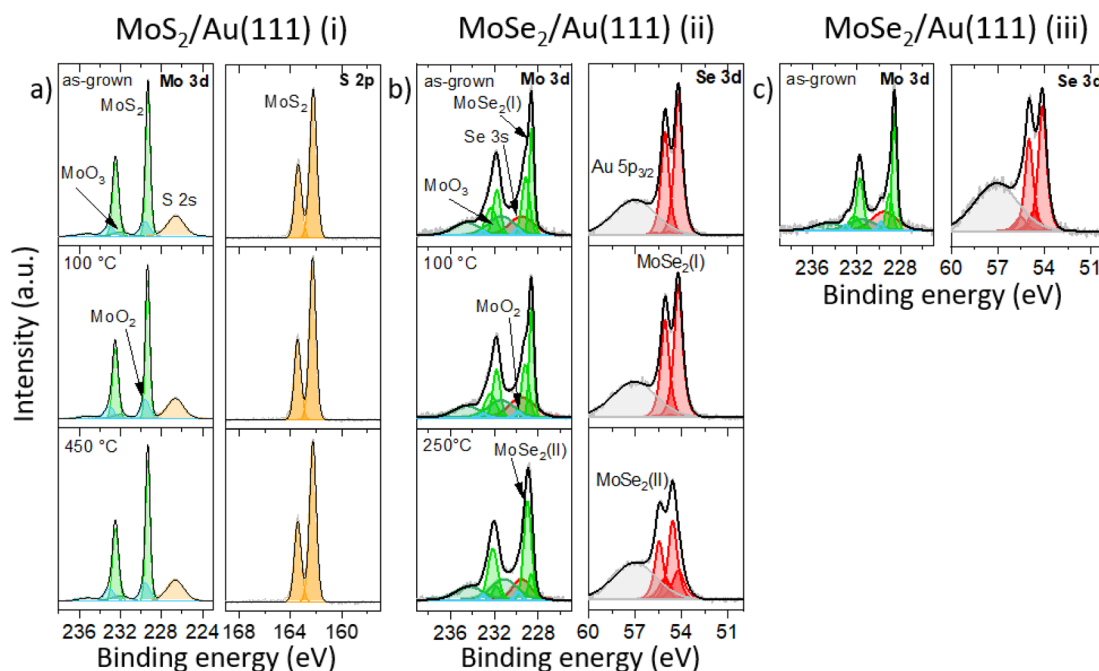 MoS2/Au(111) (i)
MoSe2/Au(111) (ii)
MoSe2/Au(111) (iii)
a)
as-grown
Mo 3d
MoS2
MoO3
S 2s
S 2p
MoS2
b)
as-grown
Mo 3d
MoSe2(I)
Se 3s
MoO3
Se 3d
Au 5p3/2
c)
as-grown
Mo 3d
236 232 228
Se 3d
60 57 54 51
Binding energy (eV)
Intensity (a.u.)
100 °C
MoO2
100 °C
MoO2
MoSe2(I)
450 °C
250°C
MoSe2(II)
MoSe2(II)
236 232 228 224
168 164 160
236 232 228
60 57 54 51
Binding energy (eV)
Binding energy (eV)